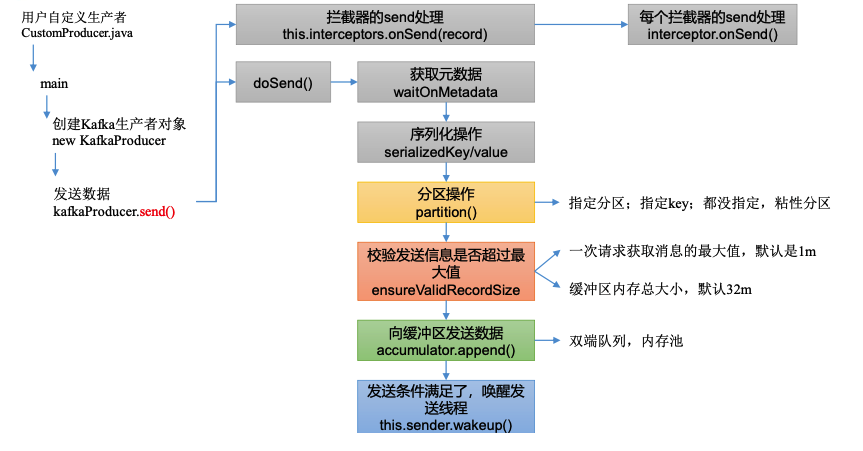 用户自定义生产者
CustomProducer.java
main
创建Kafka生产者对象
new KafkaProducer
发送数据
kafkaProducer.send()
拦截器的send处理
this.interceptors.onSend(record)
每个拦截器的send处理
interceptor.onSend()
doSend()
获取元数据
waitOnMetadata
序列化操作
serializedKey/value
分区操作
partition()
指定分区；指定key；都没指定，粘性分区
校验发送信息是否超过最
大值
ensureValidRecordSize
一次请求获取消息的最大值，默认是1m
缓冲区内存总大小，默认32m
向缓冲区发送数据
accumulator.append()
双端队列，内存池
发送条件满足了，唤醒发
送线程
this.sender.wakeup()